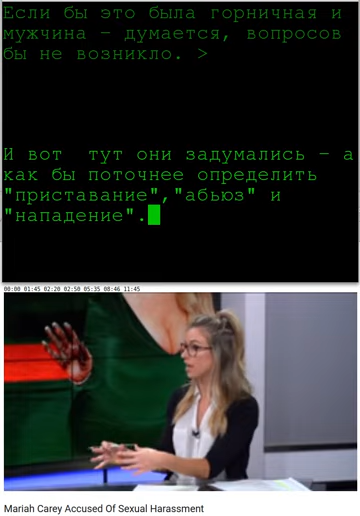 Если бы это была горничная и
мужчина – думается, вопросов
бы не возникло. >
И вот  тут они задумались – а
как бы поточнее определить
"приставание","абьюз" и
"нападение".
00:00 01:45 02:20 02:50 05:35 08:46 11:45
Mariah Carey Accused Of Sexual Harassment